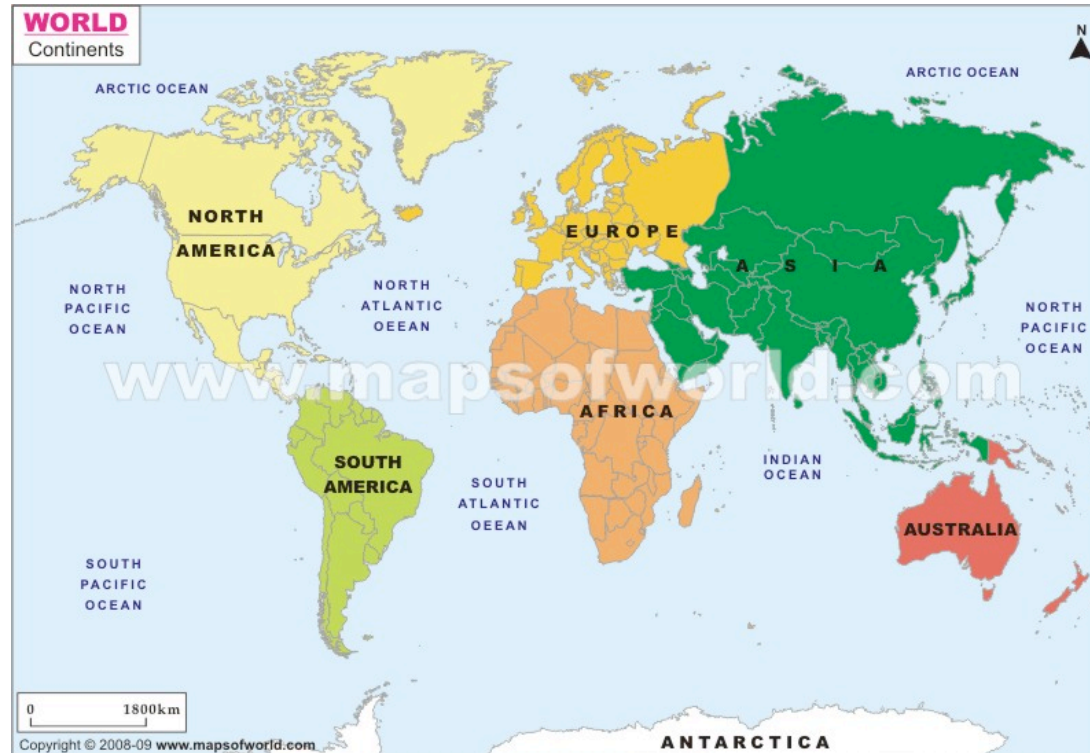 WORLD
Continents
N
ARCTIC OCEAN
ARCTIC OCEAN
NORTH
AMERICA
EUROPE
ASIA
NORTH
PACIFIC
OCEAN
NORTH
ATLANTIC
OEEAN
NORTH
PACIFIC
OCEAN
www.mapsofworld.com
AFRICA
SOUTH
AMERICA
SOUTH
ATLANTIC
OEEAN
INDIAN
OCEAN
AUSTRALIA
SOUTH
PACIFIC
OCEAN
0 1800km
Copyright © 2008-09 www.mapsofworld.com
ANTARCTICA